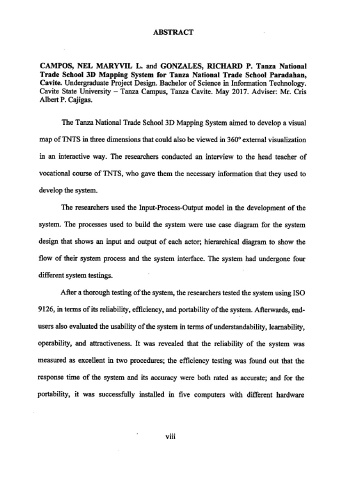 ABSTRACT
CAMPOS, NEL MARYVIL L. and GONZALES, RICHARD P. Tanza National
Trade School 3D Mapping System for Tanza National Trade School Paradahan,
Cavite. Undergraduate Project Design. Bachelor of Science in Information Technology.
Cavite State University – Tanza Campus, Tanza Cavite. May 2017. Adviser: Mr. Cris
Albert P. Cajigas.
The Tanza National Trade School 3D Mapping System aimed to develop a visual
map of TNTS in three dimensions that could also be viewed in 360° external visualization
in an interactive way. The researchers conducted an interview to the head teacher of
vocational course of TNTS, who gave them the necessary information that they used to
develop the system.
The researchers used the Input-Process-Output model in the development of the
system. The processes used to build the system were use case diagram for the system
design that shows an input and output of each actor; hierarchical diagram to show the
flow of their system process and the system interface. The system had undergone four
different system testings.
After a thorough testing of the system, the researchers tested the system using ISO
9126, in terms of its reliability, efficiency, and portability of the system. Afterwards, end-
users also evaluated the usability of the system in terms of understandability, learnability,
operability, and attractiveness. It was revealed that the reliability of the system was
measured as excellent in two procedures; the efficiency testing was found out that the
response time of the system and its accuracy were both rated as accurate; and for the
portability, it was successfully installed in five computers with different hardware
viii